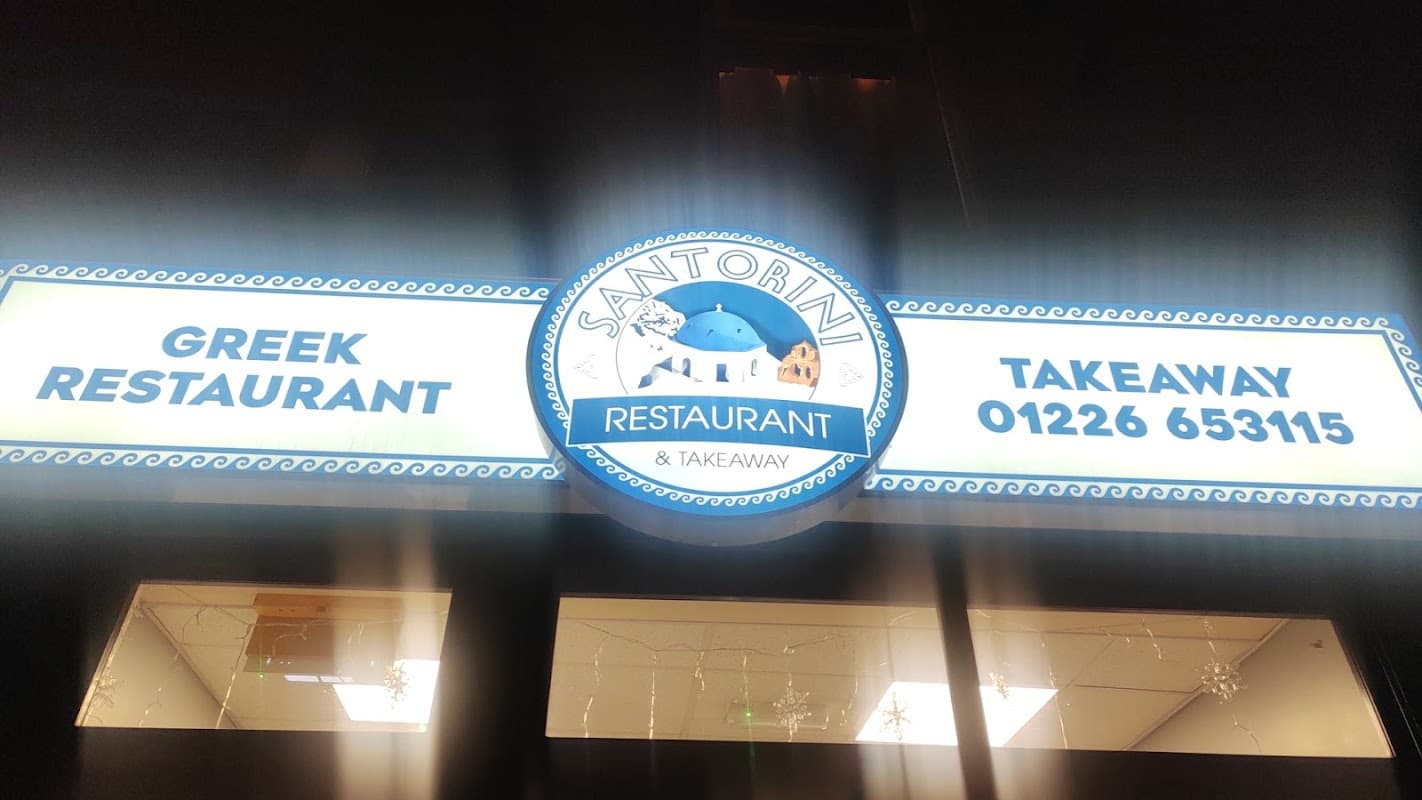 GREEK
RESTAURANT
SANTORINI
RESTAURANT
& TAKEAWAY
TAKEAWAY
01226 653115